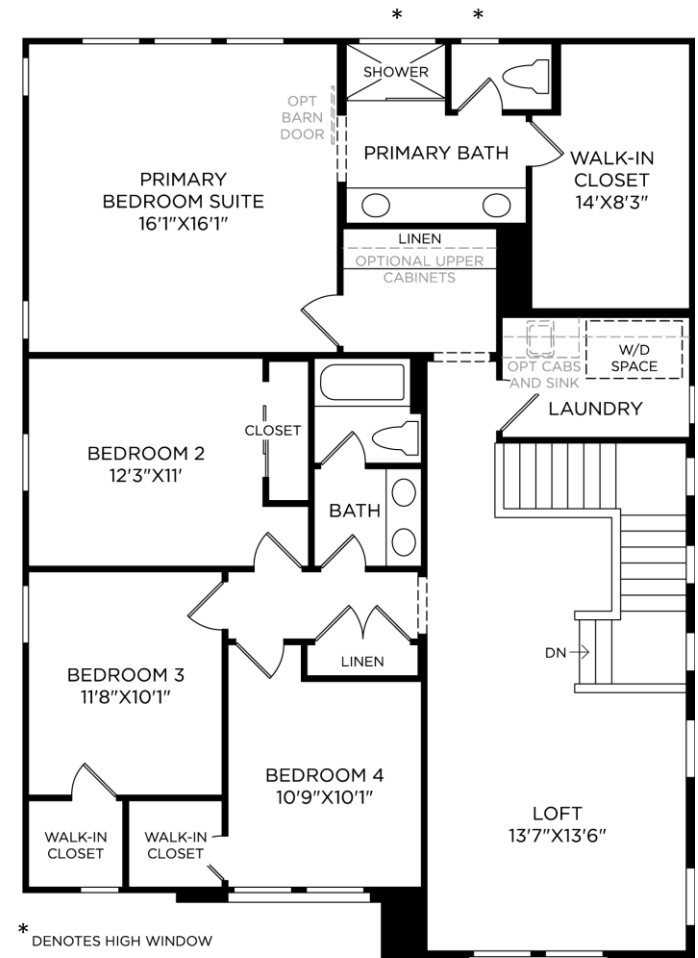 * *
SHOWER
OPT
BARN
DOOR
PRIMARY BATH
PRIMARY
BEDROOM SUITE
16'1"X16'1"
WALK-IN
CLOSET
14'X8'3"
LINEN
OPTIONAL UPPER
CABINETS
OPT CABS
AND SINK
W/D
SPACE
LAUNDRY
BEDROOM 2
12'3"X11'
CLOSET
BATH
LINEN
BEDROOM 3
11'8"X10'1"
DN
BEDROOM 4
10'9"X10'1"
LOFT
13'7"X13'6"
WALK-IN
CLOSET
WALK-IN
CLOSET
* DENOTES HIGH WINDOW